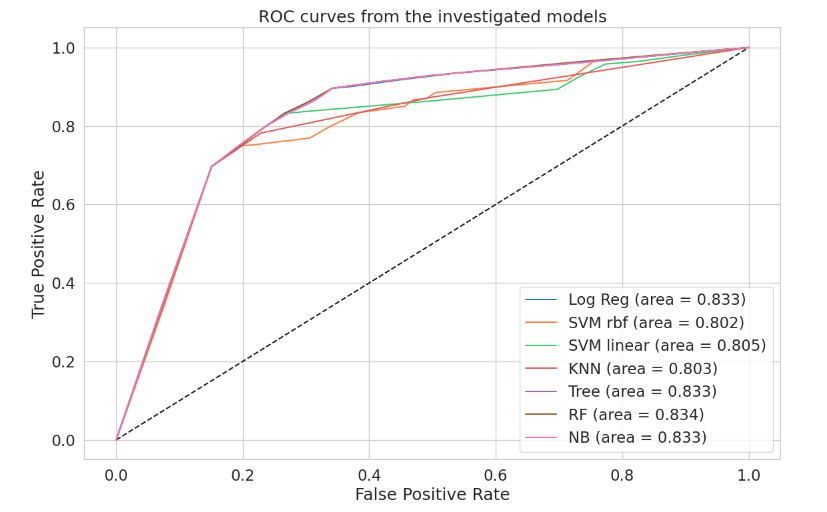 ROC curves from the investigated models
1.0
0.8
0.6
0.4
0.2
0.0
True Positive Rate
0.0 0.2 0.4 0.6 0.8 1.0
False Positive Rate
Log Reg (area = 0.833)
SVM rbf (area = 0.802)
SVM linear (area = 0.805)
KNN (area = 0.803)
Tree (area = 0.833)
RF (area = 0.834)
NB (area = 0.833)